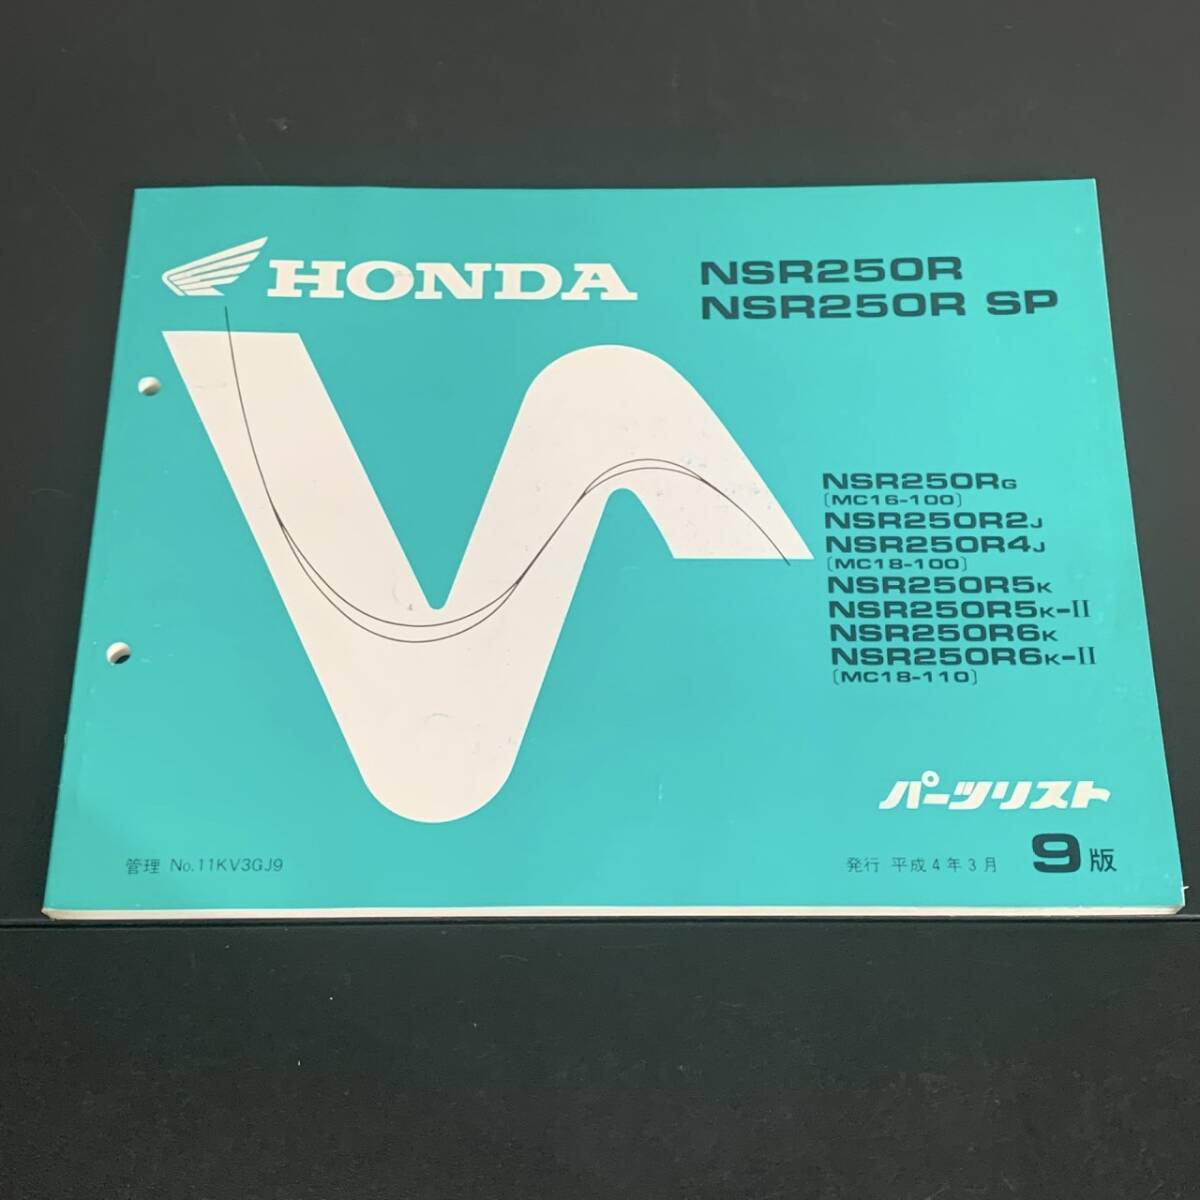 HONDA
NSR250R
NSR250R SP
NSR250RG
〔MC16-100〕
NSR250R2J
NSR250R4J
〔MC18-100〕
NSR250R5K
NSR250R5K-II
NSR250R6K
NSR250R6K-II
〔MC18-110〕
パーツリスト
管理 No.11KV3GJ9
発行 平成4年3月 9版